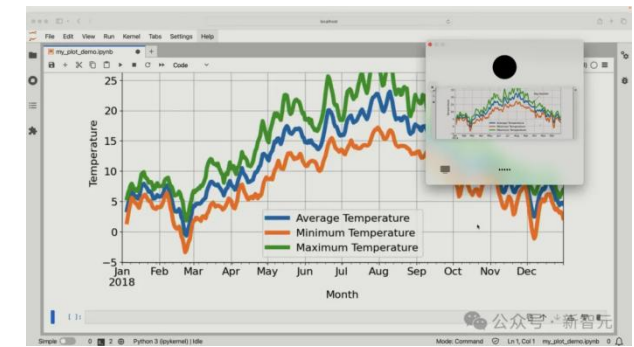 localhost
File Edit View Run Kernel Tabs Settings Help
my_plot_demo.ipynb
Code
Temperature
25
20
15
10
5
0
−5
Average Temperature
Minimum Temperature
Maximum Temperature
Jan Feb Mar Apr May Jun Jul Aug Sep Oct Nov Dec
2018
Month
[ ]:
公众号 · 新智元
Simple 0 2 Python 3 (ipykernel) | Idle Mode: Command Ln 1, Col 1 my_plot_demo.ipynb 0